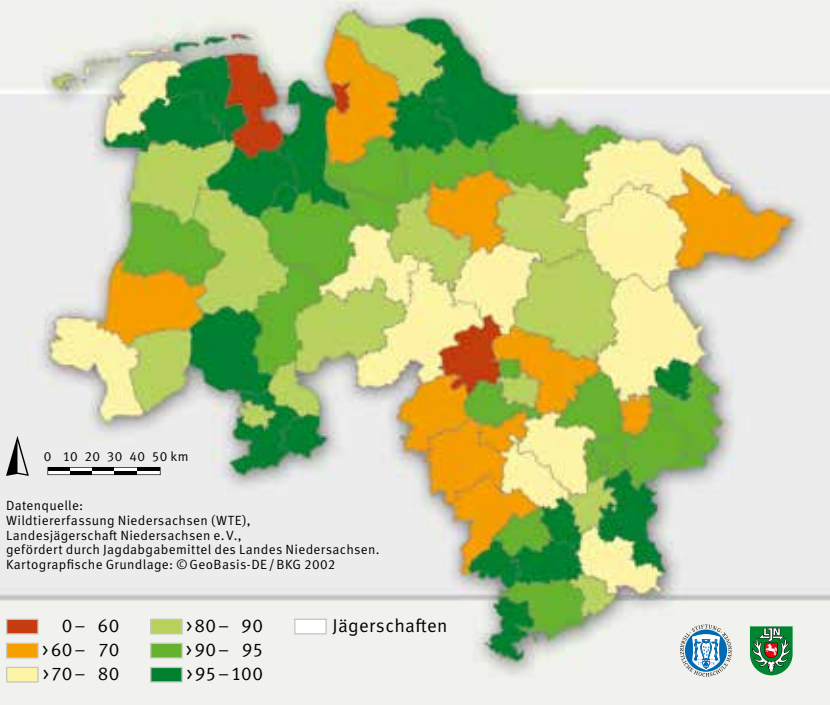 0 10 20 30 40 50 km
Datenquelle:
Wildtiererfassung Niedersachsen (WTE),
Landesjägerschaft Niedersachsen e. V.,
gefördert durch Jagdabgabemittel des Landes Niedersachsen.
Kartografische Grundlage: © GeoBasis-DE / BKG 2002
0 – 60 >80 – 90 Jägerschaften
>60 – 70 >90 – 95
>70 – 80 >95 – 100
LJN